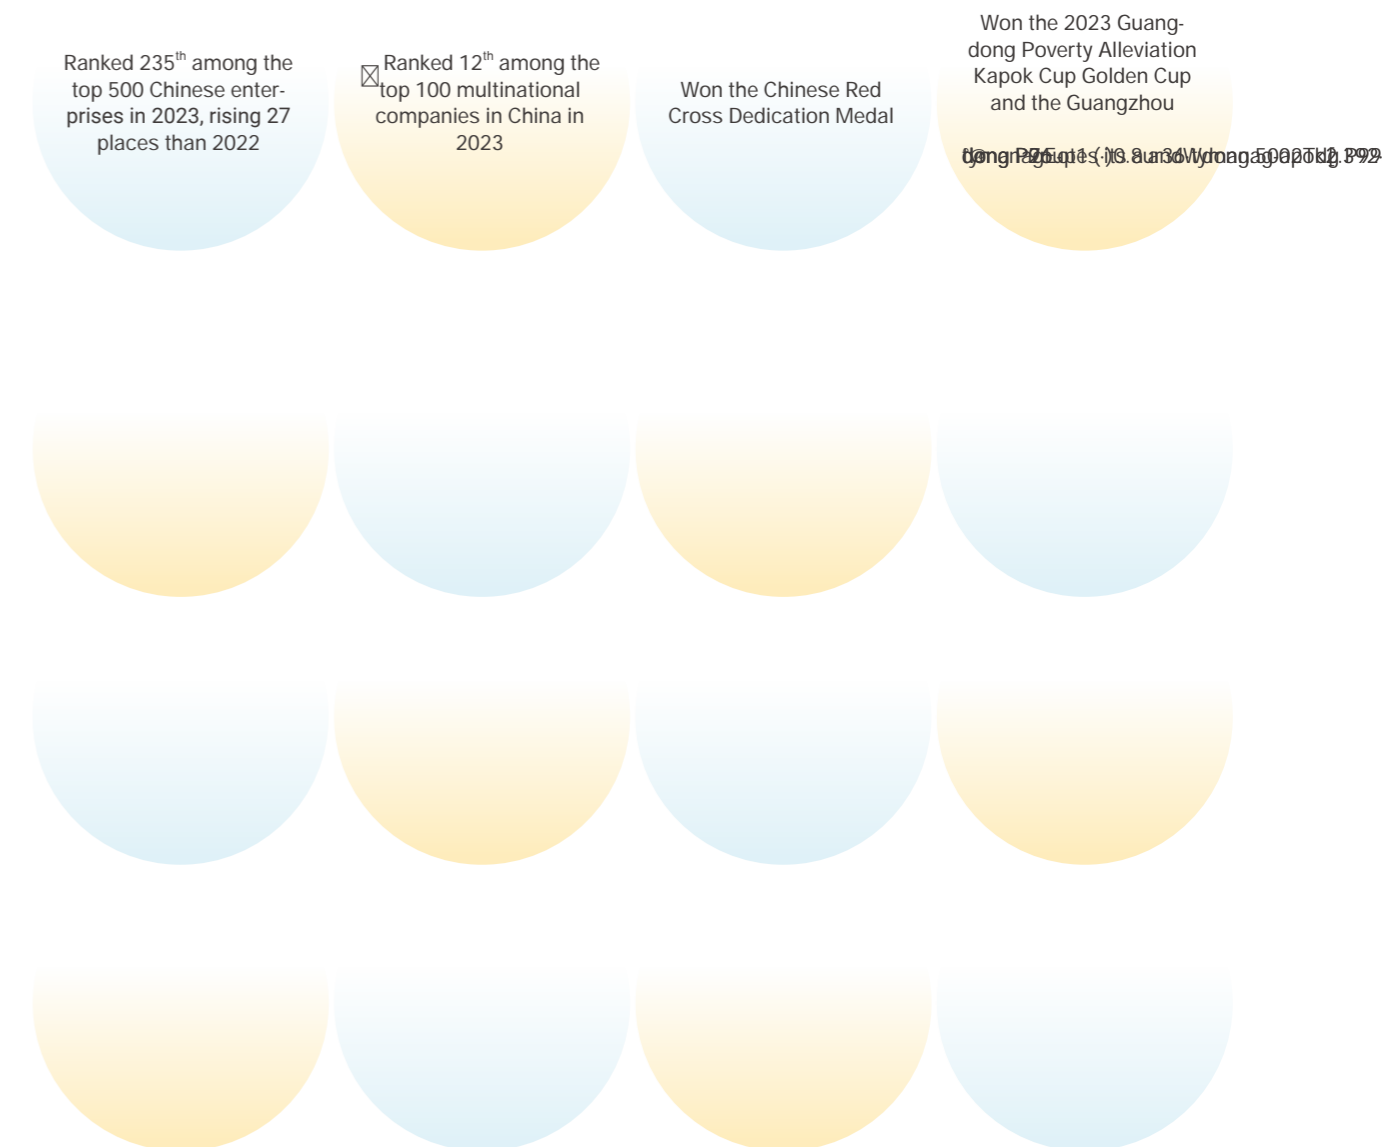 Ranked 235th among the
top 500 Chinese enter-
prises in 2023, rising 27
places than 2022
Ranked 12th among the
top 100 multinational
companies in China in
2023
Won the Chinese Red
Cross Dedication Medal
Won the 2023 Guang-
dong Poverty Alleviation
Kapok Cup Golden Cup
and the Guangzhou